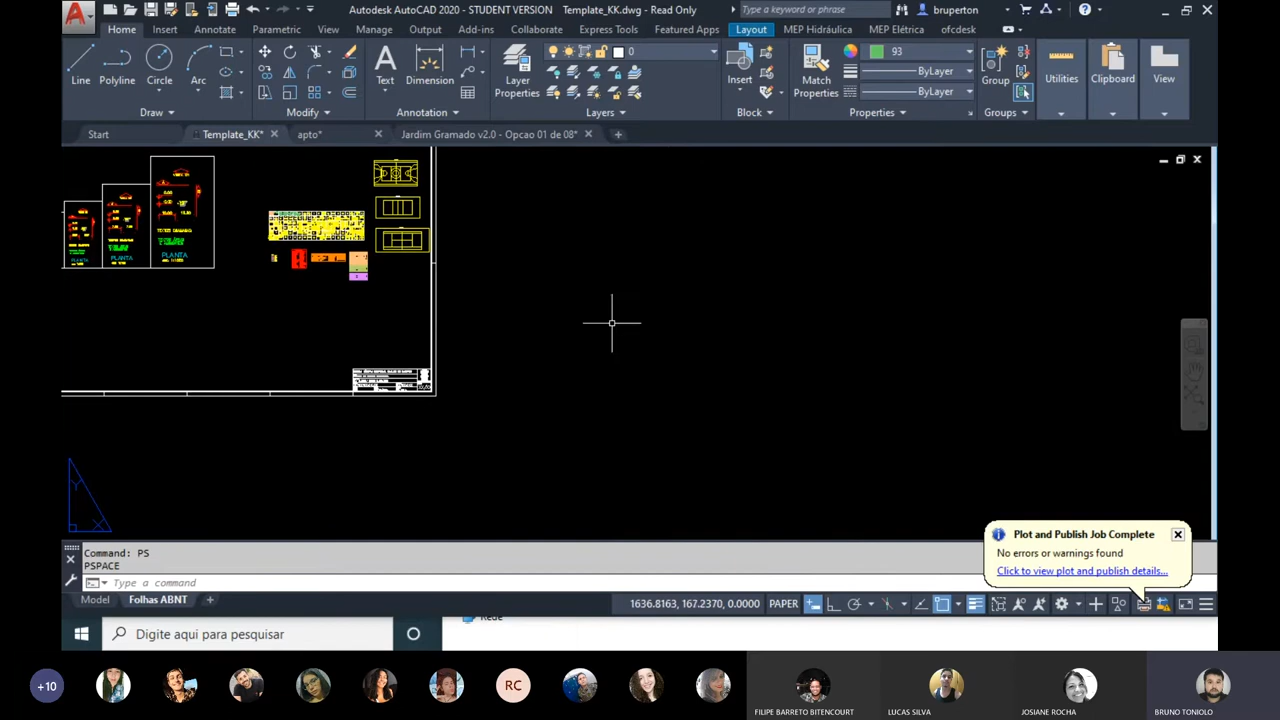 Autodesk AutoCAD 2020 - STUDENT VERSION Template_KK.dwg - Read Only
Type a keyword or phrase
bruperton
Home Insert Annotate Parametric View Manage Output Add-ins Collaborate Express Tools Featured Apps Layout MEP Hidráulica MEP Elétrica ofcdesk
0
93
ByLayer
ByLayer
Line Polyline Circle Arc Text Dimension Layer Properties Insert Match Properties Group Utilities Clipboard View
Draw Modify Annotation Layers Block Properties Groups
Start Template_KK* apto* Jardim Gramado v2.0 - Opcao 01 de 08*
PLANTA
PLANTA
PLANTA
Y
X
Plot and Publish Job Complete
No errors or warnings found
Click to view plot and publish details...
Command: PS
PSPACE
Type a command
Model Folhas ABNT
1636.8163, 167.2370, 0.0000 PAPER
Rede
Digite aqui para pesquisar
+10
RC
FILIPE BARRETO BITENCOURT LUCAS SILVA JOSIANE ROCHA BRUNO TONIOLO